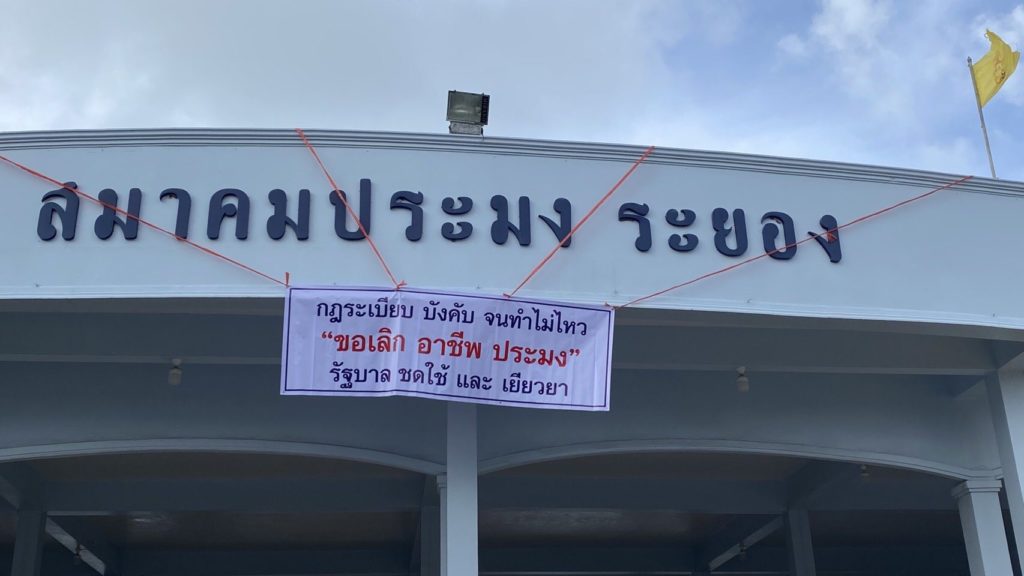 สมาคมประมง ระยอง
กฎระเบียบ บังคับ จนทำไม่ไหว
“ขอเลิก อาชีพ ประมง”
รัฐบาล ชดใช้ และ เยียวยา